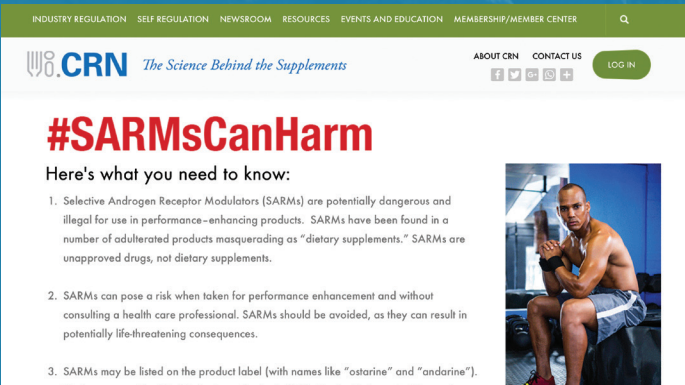 INDUSTRY REGULATION SELF REGULATION NEWSROOM RESOURCES EVENTS AND EDUCATION MEMBERSHIP/MEMBER CENTER
ABOUT CRN CONTACT US
.CRN The Science Behind the Supplements
LOG IN
#SARMsCanHarm
Here's what you need to know:
1. Selective Androgen Receptor Modulators (SARMs) are potentially dangerous and
illegal for use in performance-enhancing products. SARMs have been found in a
number of adulterated products masquerading as “dietary supplements.” SARMs are
unapproved drugs, not dietary supplements.
2. SARMs can pose a risk when taken for performance enhancement and without
consulting a health care professional. SARMs should be avoided, as they can result in
potentially life-threatening consequences.
3. SARMs may be listed on the product label (with names like “ostarine” and “andarine”).